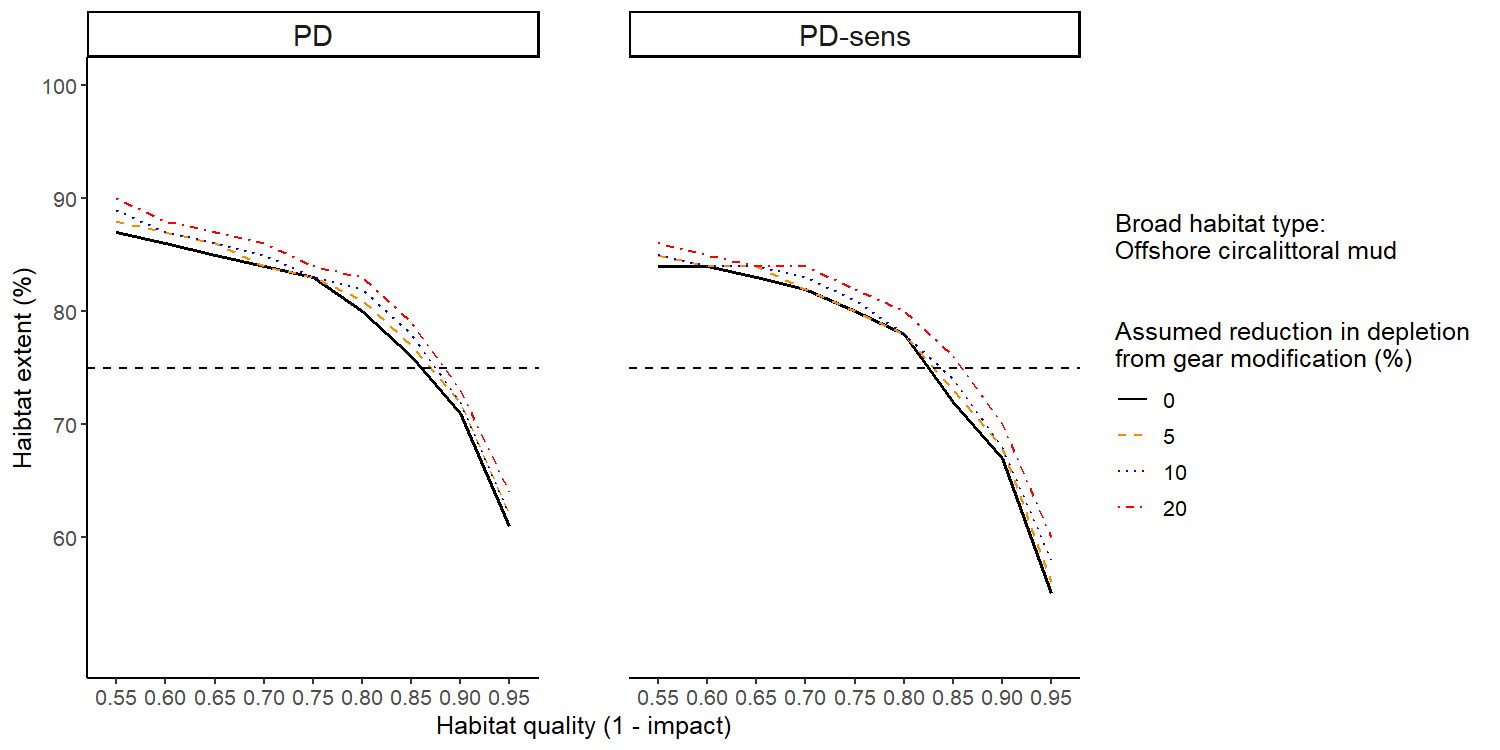 PD
PD-sens
100
90
80
70
60
Haibtat extent (%)
0.55 0.60 0.65 0.70 0.75 0.80 0.85 0.90 0.95
0.55 0.60 0.65 0.70 0.75 0.80 0.85 0.90 0.95
Habitat quality (1 - impact)
Broad habitat type:
Offshore circalittoral mud
Assumed reduction in depletion
from gear modification (%)
0
5
10
20